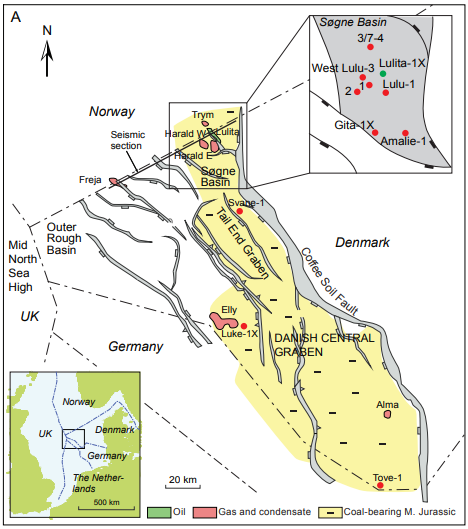 A
N
Søgne Basin
3/7-4
Lulita-1X
West Lulu-3
1
Lulu-1
2
Gita-1X
Amalie-1
Norway
Trym
Harald W
Lulita
Seismic
section
Harald E
Søgne
Basin
Freja
Svane-1
Outer
Rough
Basin
Tail End Graben
Denmark
Mid
North
Sea
High
Coffee Soil Fault
UK
Elly
Luke-1X
DANISH CENTRAL
GRABEN
Germany
Alma
Norway
UK
Denmark
Germany
The Nether-
lands
500 km
20 km
Tove-1
Oil
Gas and condensate
Coal-bearing M. Jurassic